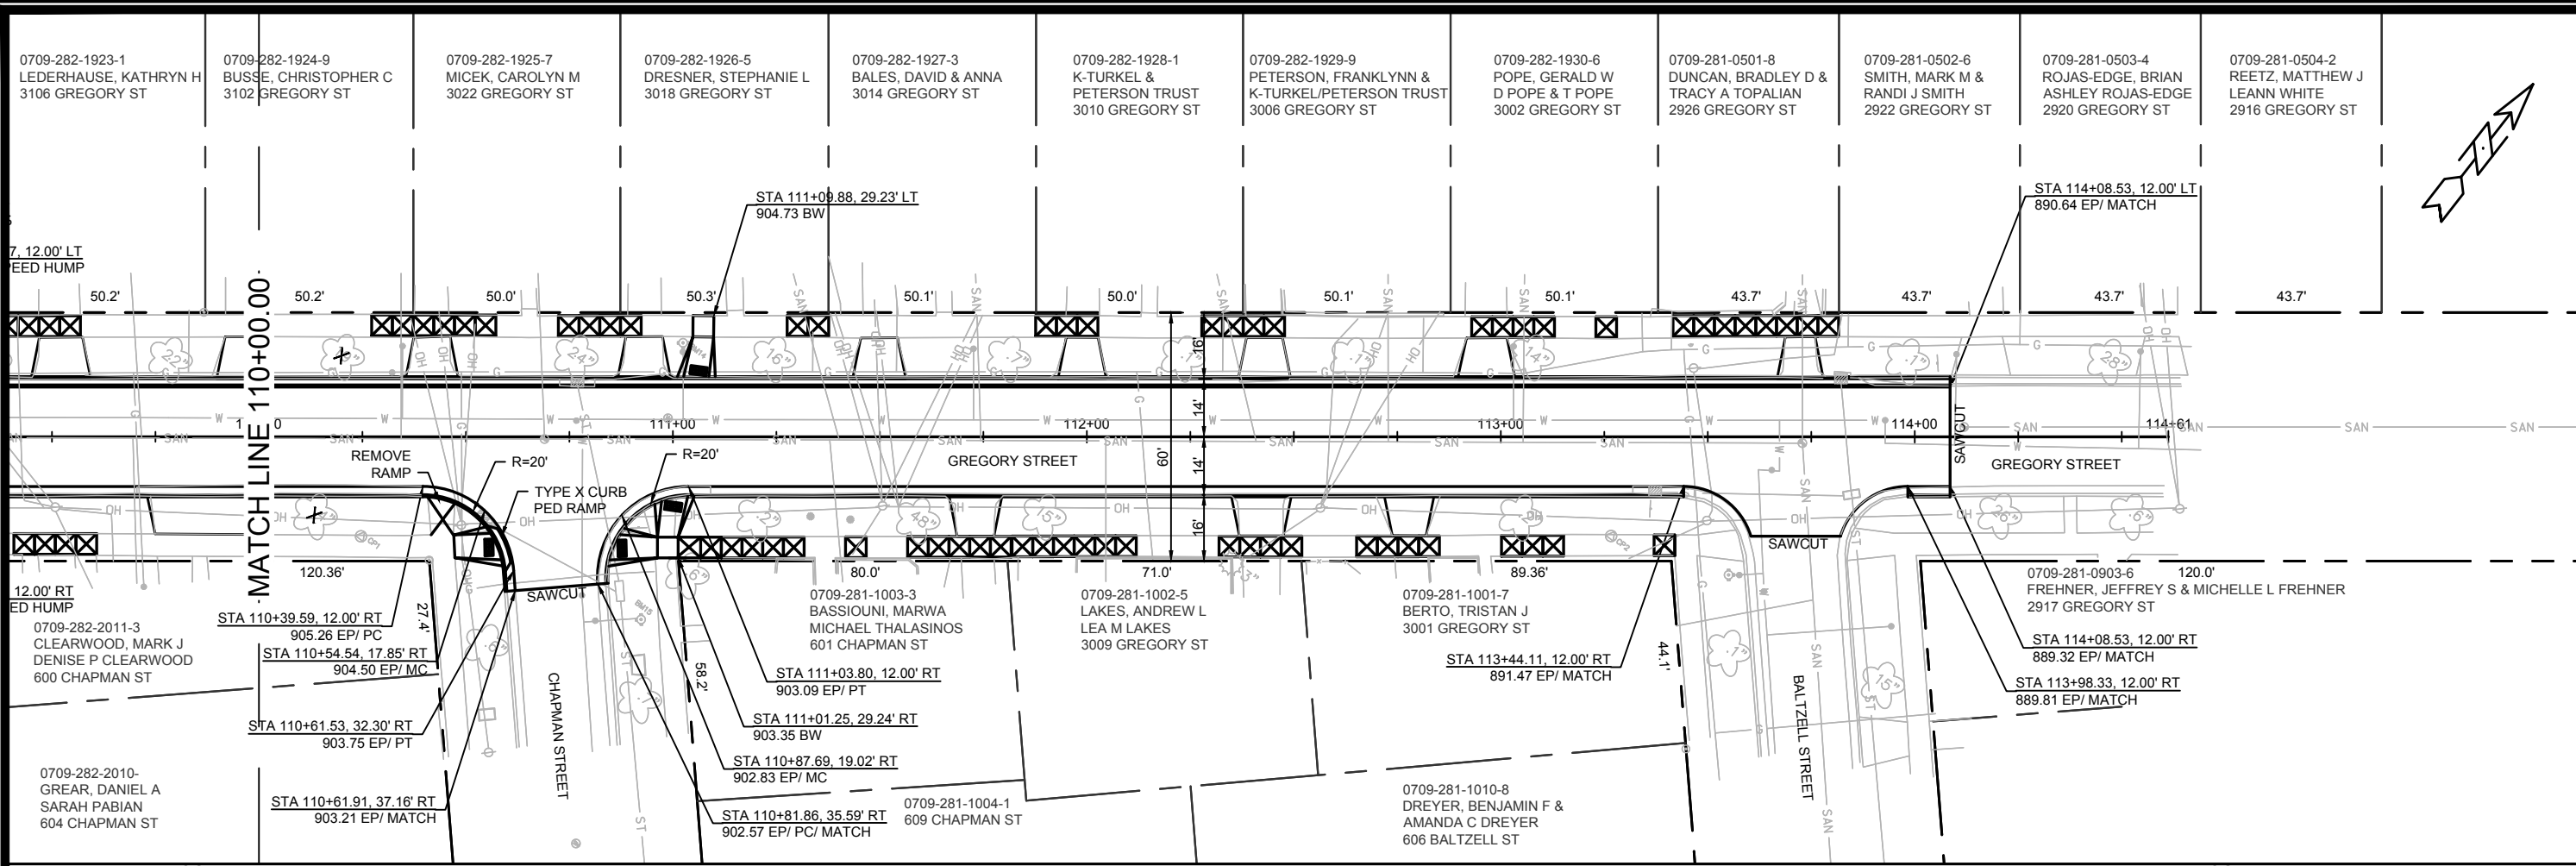 0709-282-1923-1
LEDERHAUSE, KATHRYN H
3106 GREGORY ST
0709-282-1924-9
BUSSE, CHRISTOPHER C
3102 GREGORY ST
0709-282-1925-7
MICEK, CAROLYN M
3022 GREGORY ST
0709-282-1926-5
DRESNER, STEPHANIE L
3018 GREGORY ST
0709-282-1927-3
BALES, DAVID & ANNA
3014 GREGORY ST
0709-282-1928-1
K-TURKEL &
PETERSON TRUST
3010 GREGORY ST
0709-282-1929-9
PETERSON, FRANKLYNN &
K-TURKEL/PETERSON TRUST
3006 GREGORY ST
0709-282-1930-6
POPE, GERALD W
D POPE & T POPE
3002 GREGORY ST
0709-281-0501-8
DUNCAN, BRADLEY D &
TRACY A TOPALIAN
2926 GREGORY ST
0709-281-0502-6
SMITH, MARK M &
RANDI J SMITH
2922 GREGORY ST
0709-281-0503-4
ROJAS-EDGE, BRIAN
ASHLEY ROJAS-EDGE
2920 GREGORY ST
0709-281-0504-2
REETZ, MATTHEW J
LEANN WHITE
2916 GREGORY ST
STA 111+09.88, 29.23' LT
904.73 BW
STA 114+08.53, 12.00' LT
890.64 EP/ MATCH
7, 12.00' LT
PEED HUMP
MATCH LINE 110+00.00
50.2'
50.2'
50.0'
50.3'
50.1'
50.0'
50.1'
50.1'
43.7'
43.7'
43.7'
43.7'
22"
24"
16"
14"
28"
16'
14'
14'
16'
60'
111+00
112+00
113+00
114+00
114+61
SAWCUT
REMOVE
RAMP
R=20'
R=20'
TYPE X CURB
PED RAMP
GREGORY STREET
GREGORY STREET
48"
15"
SAWCUT
SAWCUT
120.36'
80.0'
71.0'
89.36'
120.0'
27.4'
58.2'
44.1'
12.00' RT
ED HUMP
0709-282-2011-3
CLEARWOOD, MARK J
DENISE P CLEARWOOD
600 CHAPMAN ST
STA 110+39.59, 12.00' RT
905.26 EP/ PC
STA 110+54.54, 17.85' RT
904.50 EP/ MC
STA 110+61.53, 32.30' RT
903.75 EP/ PT
STA 110+61.91, 37.16' RT
903.21 EP/ MATCH
CHAPMAN STREET
0709-281-1003-3
BASSIOUNI, MARWA
MICHAEL THALASINOS
601 CHAPMAN ST
STA 111+03.80, 12.00' RT
903.09 EP/ PT
STA 111+01.25, 29.24' RT
903.35 BW
STA 110+87.69, 19.02' RT
902.83 EP/ MC
STA 110+81.86, 35.59' RT
902.57 EP/ PC/ MATCH
0709-281-1002-5
LAKES, ANDREW L
LEA M LAKES
3009 GREGORY ST
0709-281-1001-7
BERTO, TRISTAN J
3001 GREGORY ST
STA 113+44.11, 12.00' RT
891.47 EP/ MATCH
BALTZELL STREET
15"
0709-281-0903-6
FREHNER, JEFFREY S & MICHELLE L FREHNER
2917 GREGORY ST
STA 114+08.53, 12.00' RT
889.32 EP/ MATCH
STA 113+98.33, 12.00' RT
889.81 EP/ MATCH
0709-282-2010-
GREAR, DANIEL A
SARAH PABIAN
604 CHAPMAN ST
0709-281-1004-1
609 CHAPMAN ST
0709-281-1010-8
DREYER, BENJAMIN F &
AMANDA C DREYER
606 BALTZELL ST